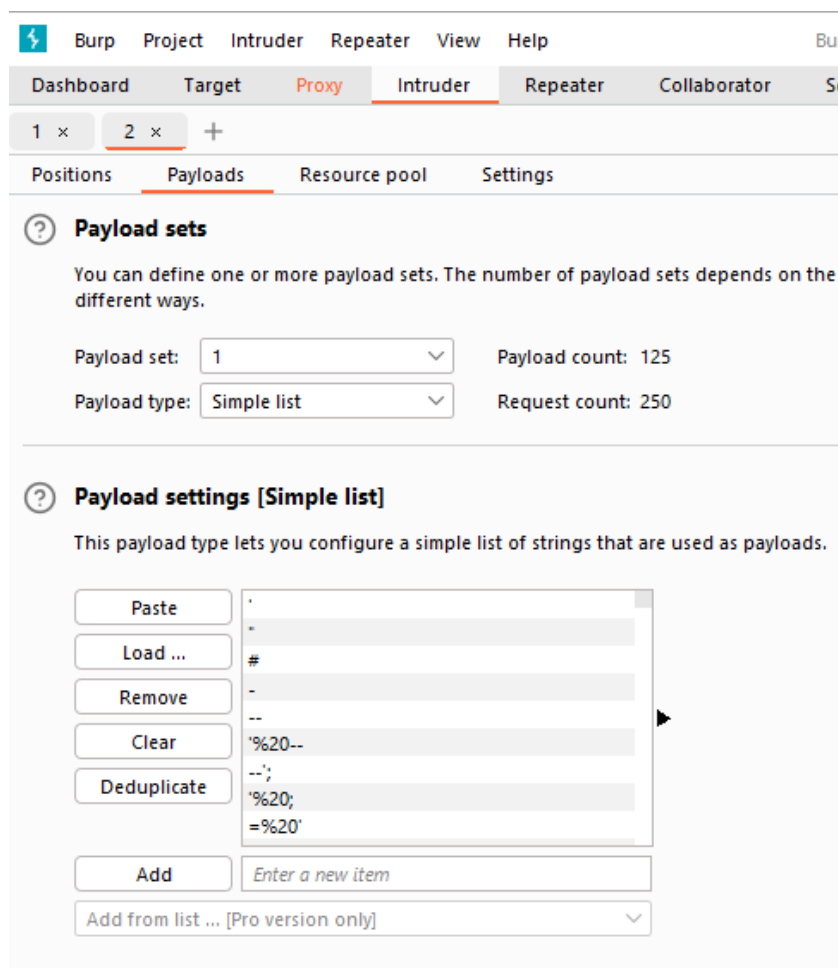 Burp Project Intruder Repeater View Help Bu
Dashboard Target Proxy Intruder Repeater Collaborator S
1 × 2 × +
Positions Payloads Resource pool Settings
? Payload sets
You can define one or more payload sets. The number of payload sets depends on the
different ways.
Payload set: 1 Payload count: 125
Payload type: Simple list Request count: 250
? Payload settings [Simple list]
This payload type lets you configure a simple list of strings that are used as payloads.
Paste
Load ...
Remove
Clear
Deduplicate
'
"
#
-
--
'%20--
--';
'%20;
=%20'
Add Enter a new item
Add from list ... [Pro version only]